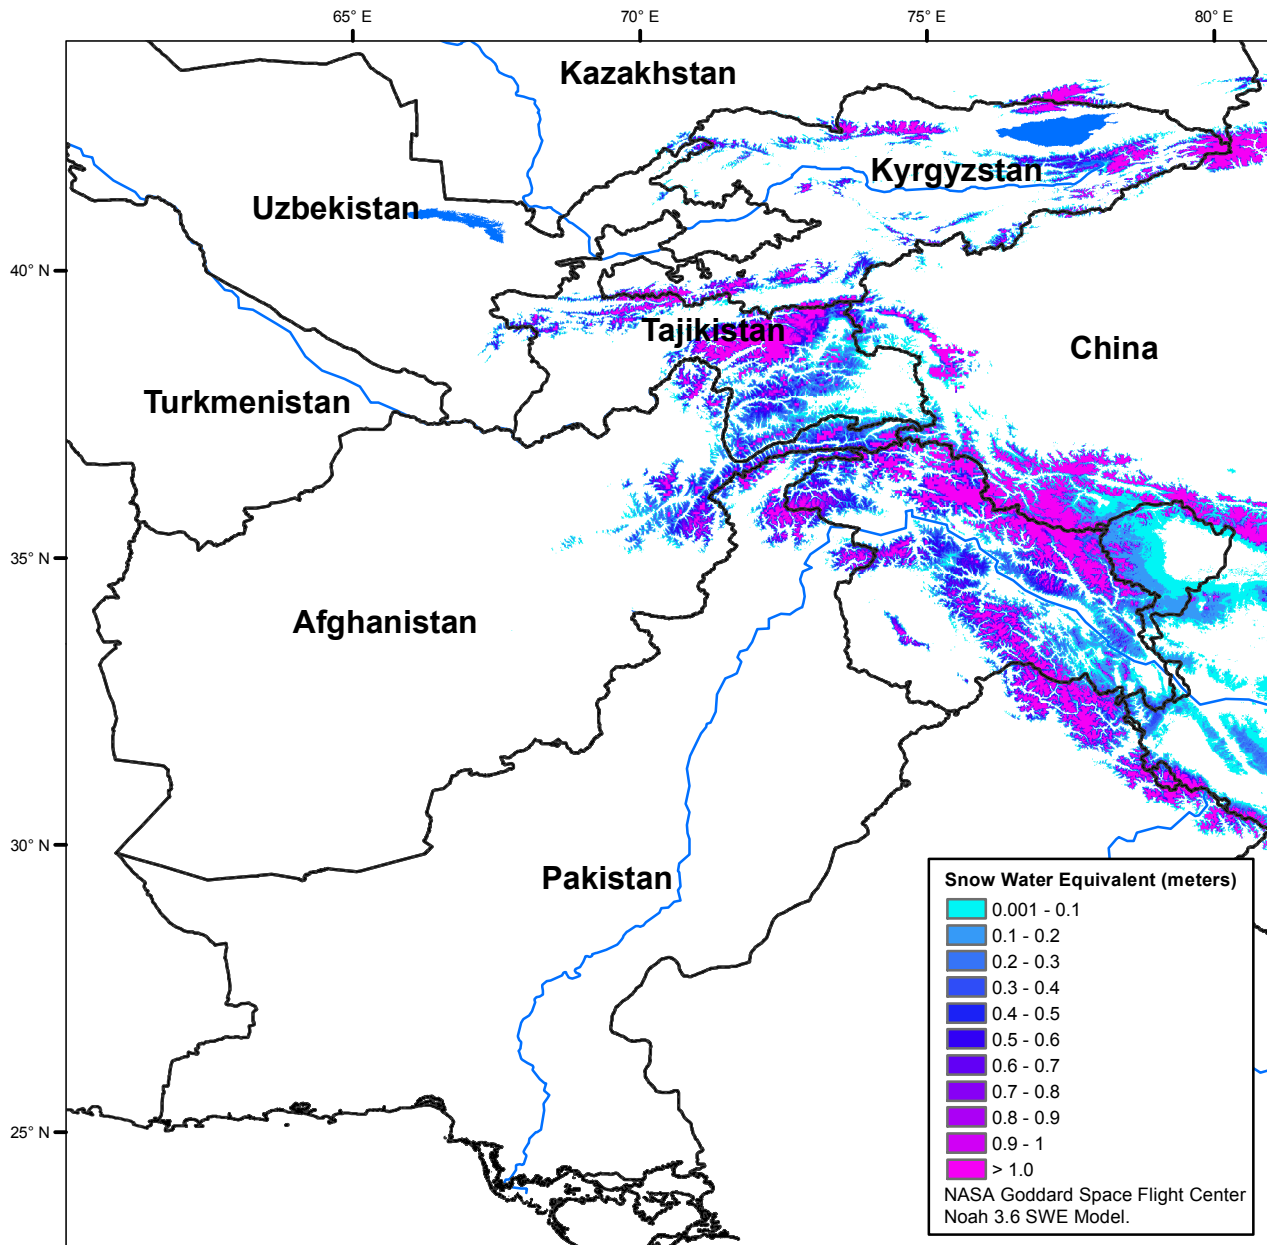 65° E
70° E
75° E
80° E
Kazakhstan
Kyrgyzstan
Uzbekistan
40° N
Tajikistan
China
Turkmenistan
35° N
Afghanistan
30° N
Pakistan
25° N
Snow Water Equivalent (meters)
0.001 - 0.1
0.1 - 0.2
0.2 - 0.3
0.3 - 0.4
0.4 - 0.5
0.5 - 0.6
0.6 - 0.7
0.7 - 0.8
0.8 - 0.9
0.9 - 1
> 1.0
NASA Goddard Space Flight Center
Noah 3.6 SWE Model.